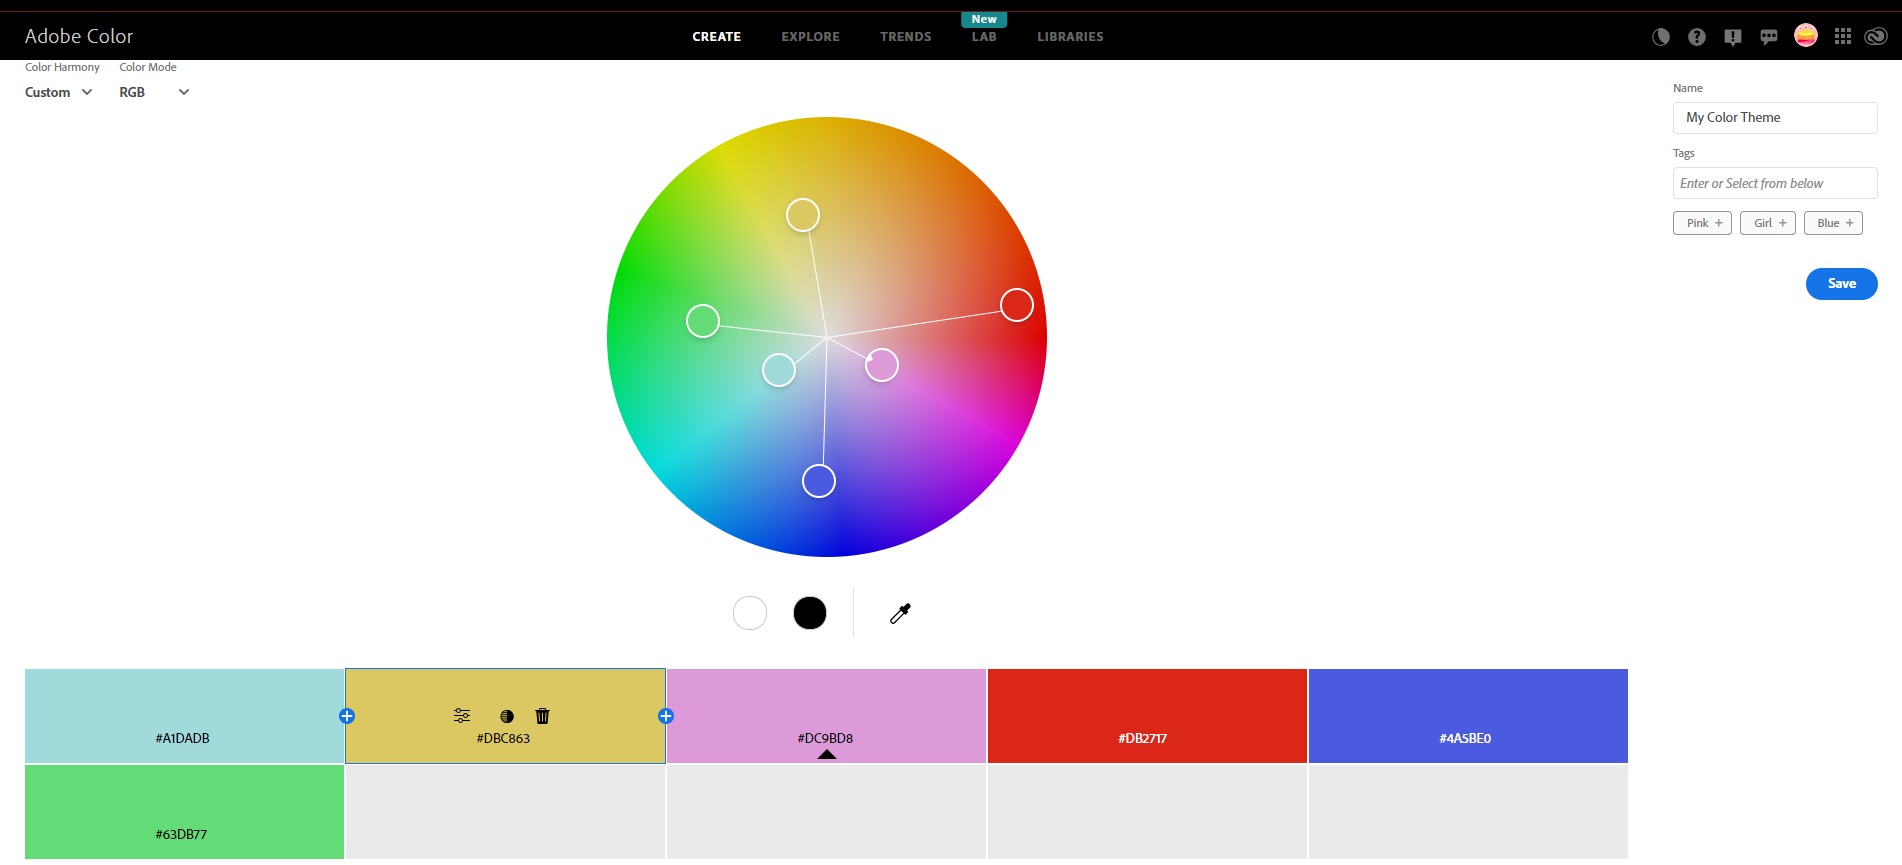 New
Adobe Color
CREATE EXPLORE TRENDS LAB LIBRARIES
Color Harmony Color Mode
Custom RGB
Name
My Color Theme
Tags
Enter or Select from below
Pink + Girl + Blue +
Save
#A1DADB #DBC863 #DC9BD8 #DB2717 #4A5BE0
#63DB77